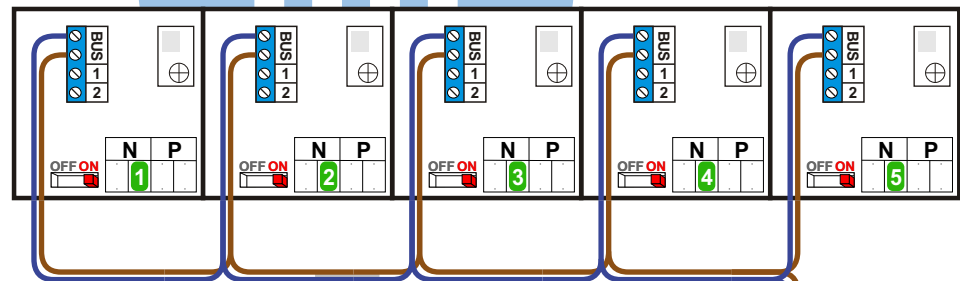 BUS 1 2
N P
OFF ON 1
BUS 1 2
N P
OFF ON 2
BUS 1 2
N P
OFF ON 3
BUS 1 2
N P
OFF ON 4
BUS 1 2
N P
OFF ON 5